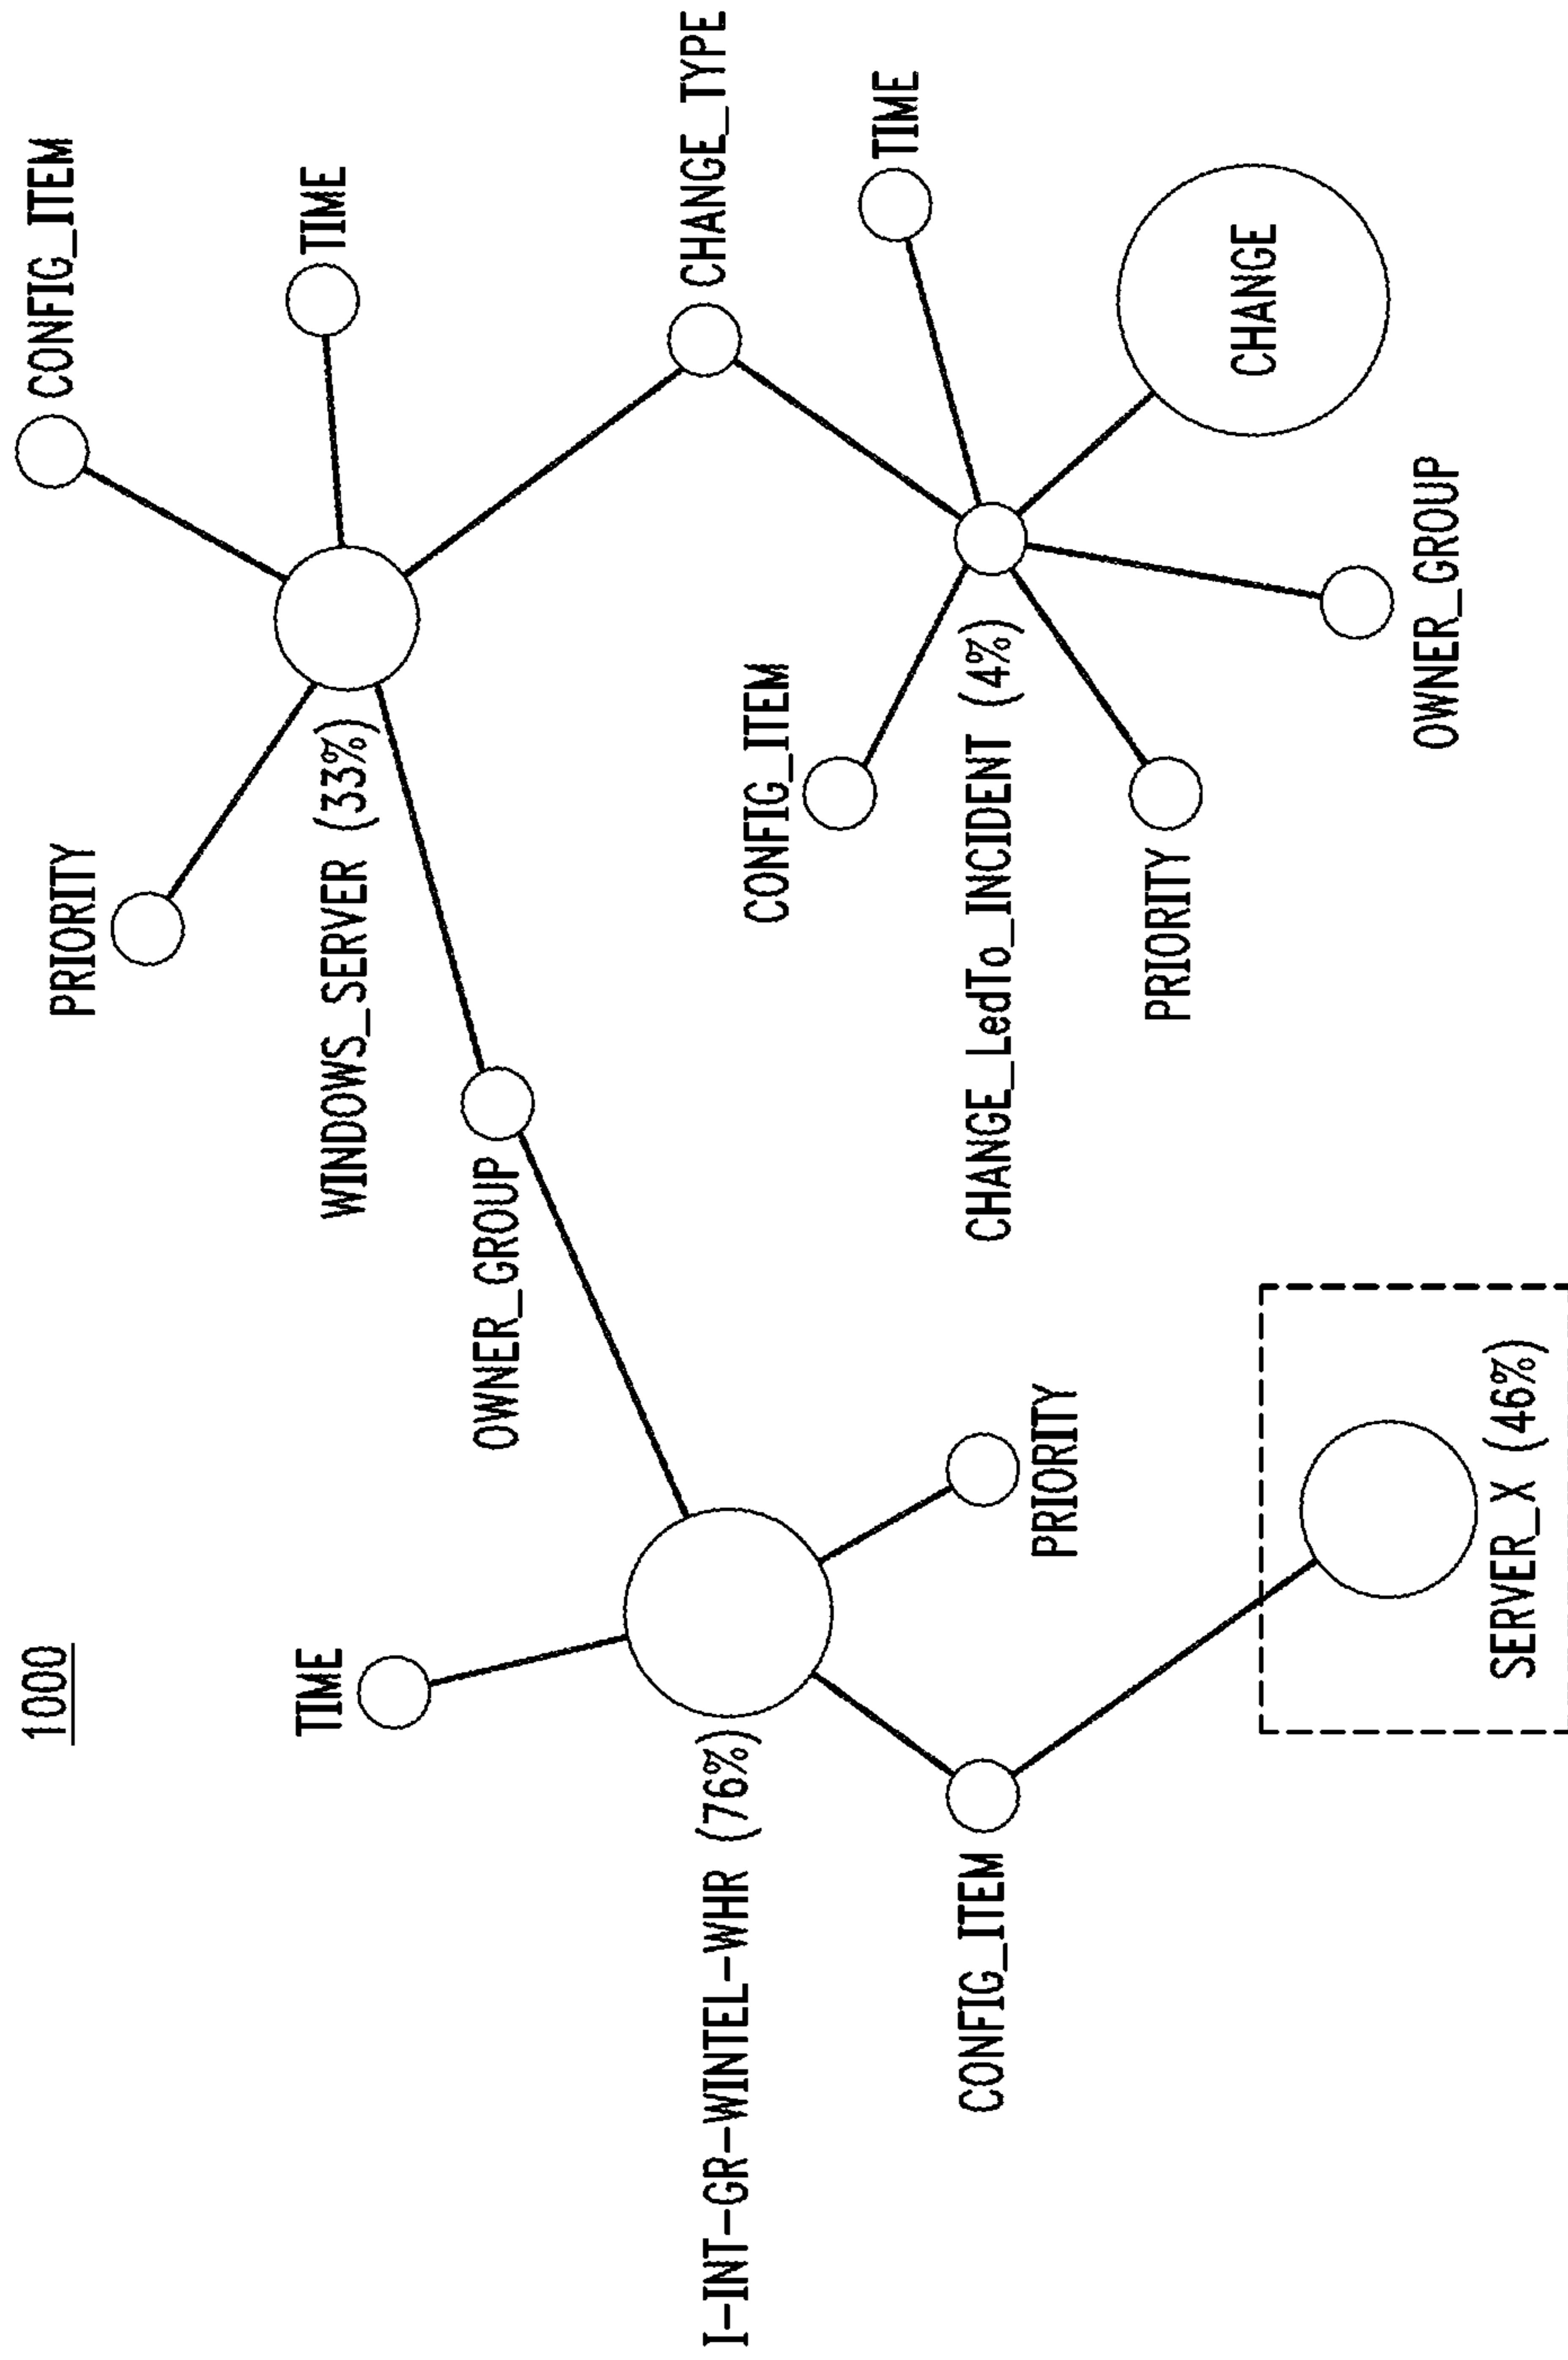 1000
CONFIG_ITEM
PRIORITY
TIME
TIME
WINDOWS_SERVER (33%)
OWNER_GROUP
CHANGE_TYPE
I-INT-GR-WINTEL-WHR (76%)
CONFIG_ITEM
TIME
CONFIG_ITEM
CHANGE_LedTo_INCIDENT (4%)
PRIORITY
PRIORITY
CHANGE
OWNER_GROUP
SERVER_X (46%)